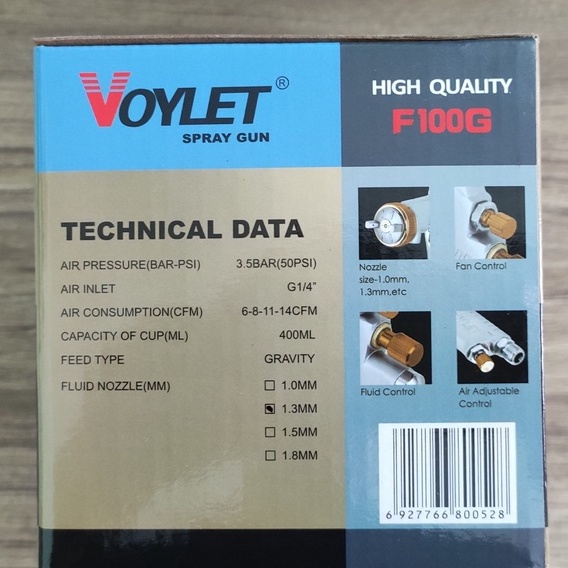 VOYLET ®
SPRAY GUN
HIGH QUALITY
F100G
TECHNICAL DATA
AIR PRESSURE(BAR-PSI) 3.5BAR(50PSI)
AIR INLET G1/4"
AIR CONSUMPTION(CFM) 6-8-11-14CFM
CAPACITY OF CUP(ML) 400ML
FEED TYPE GRAVITY
FLUID NOZZLE(MM) 1.0MM
1.3MM
1.5MM
1.8MM
Nozzle
size-1.0mm,
1.3mm,etc
Fan Control
Fluid Control
Air Adjustable
Control
6 927766 800528